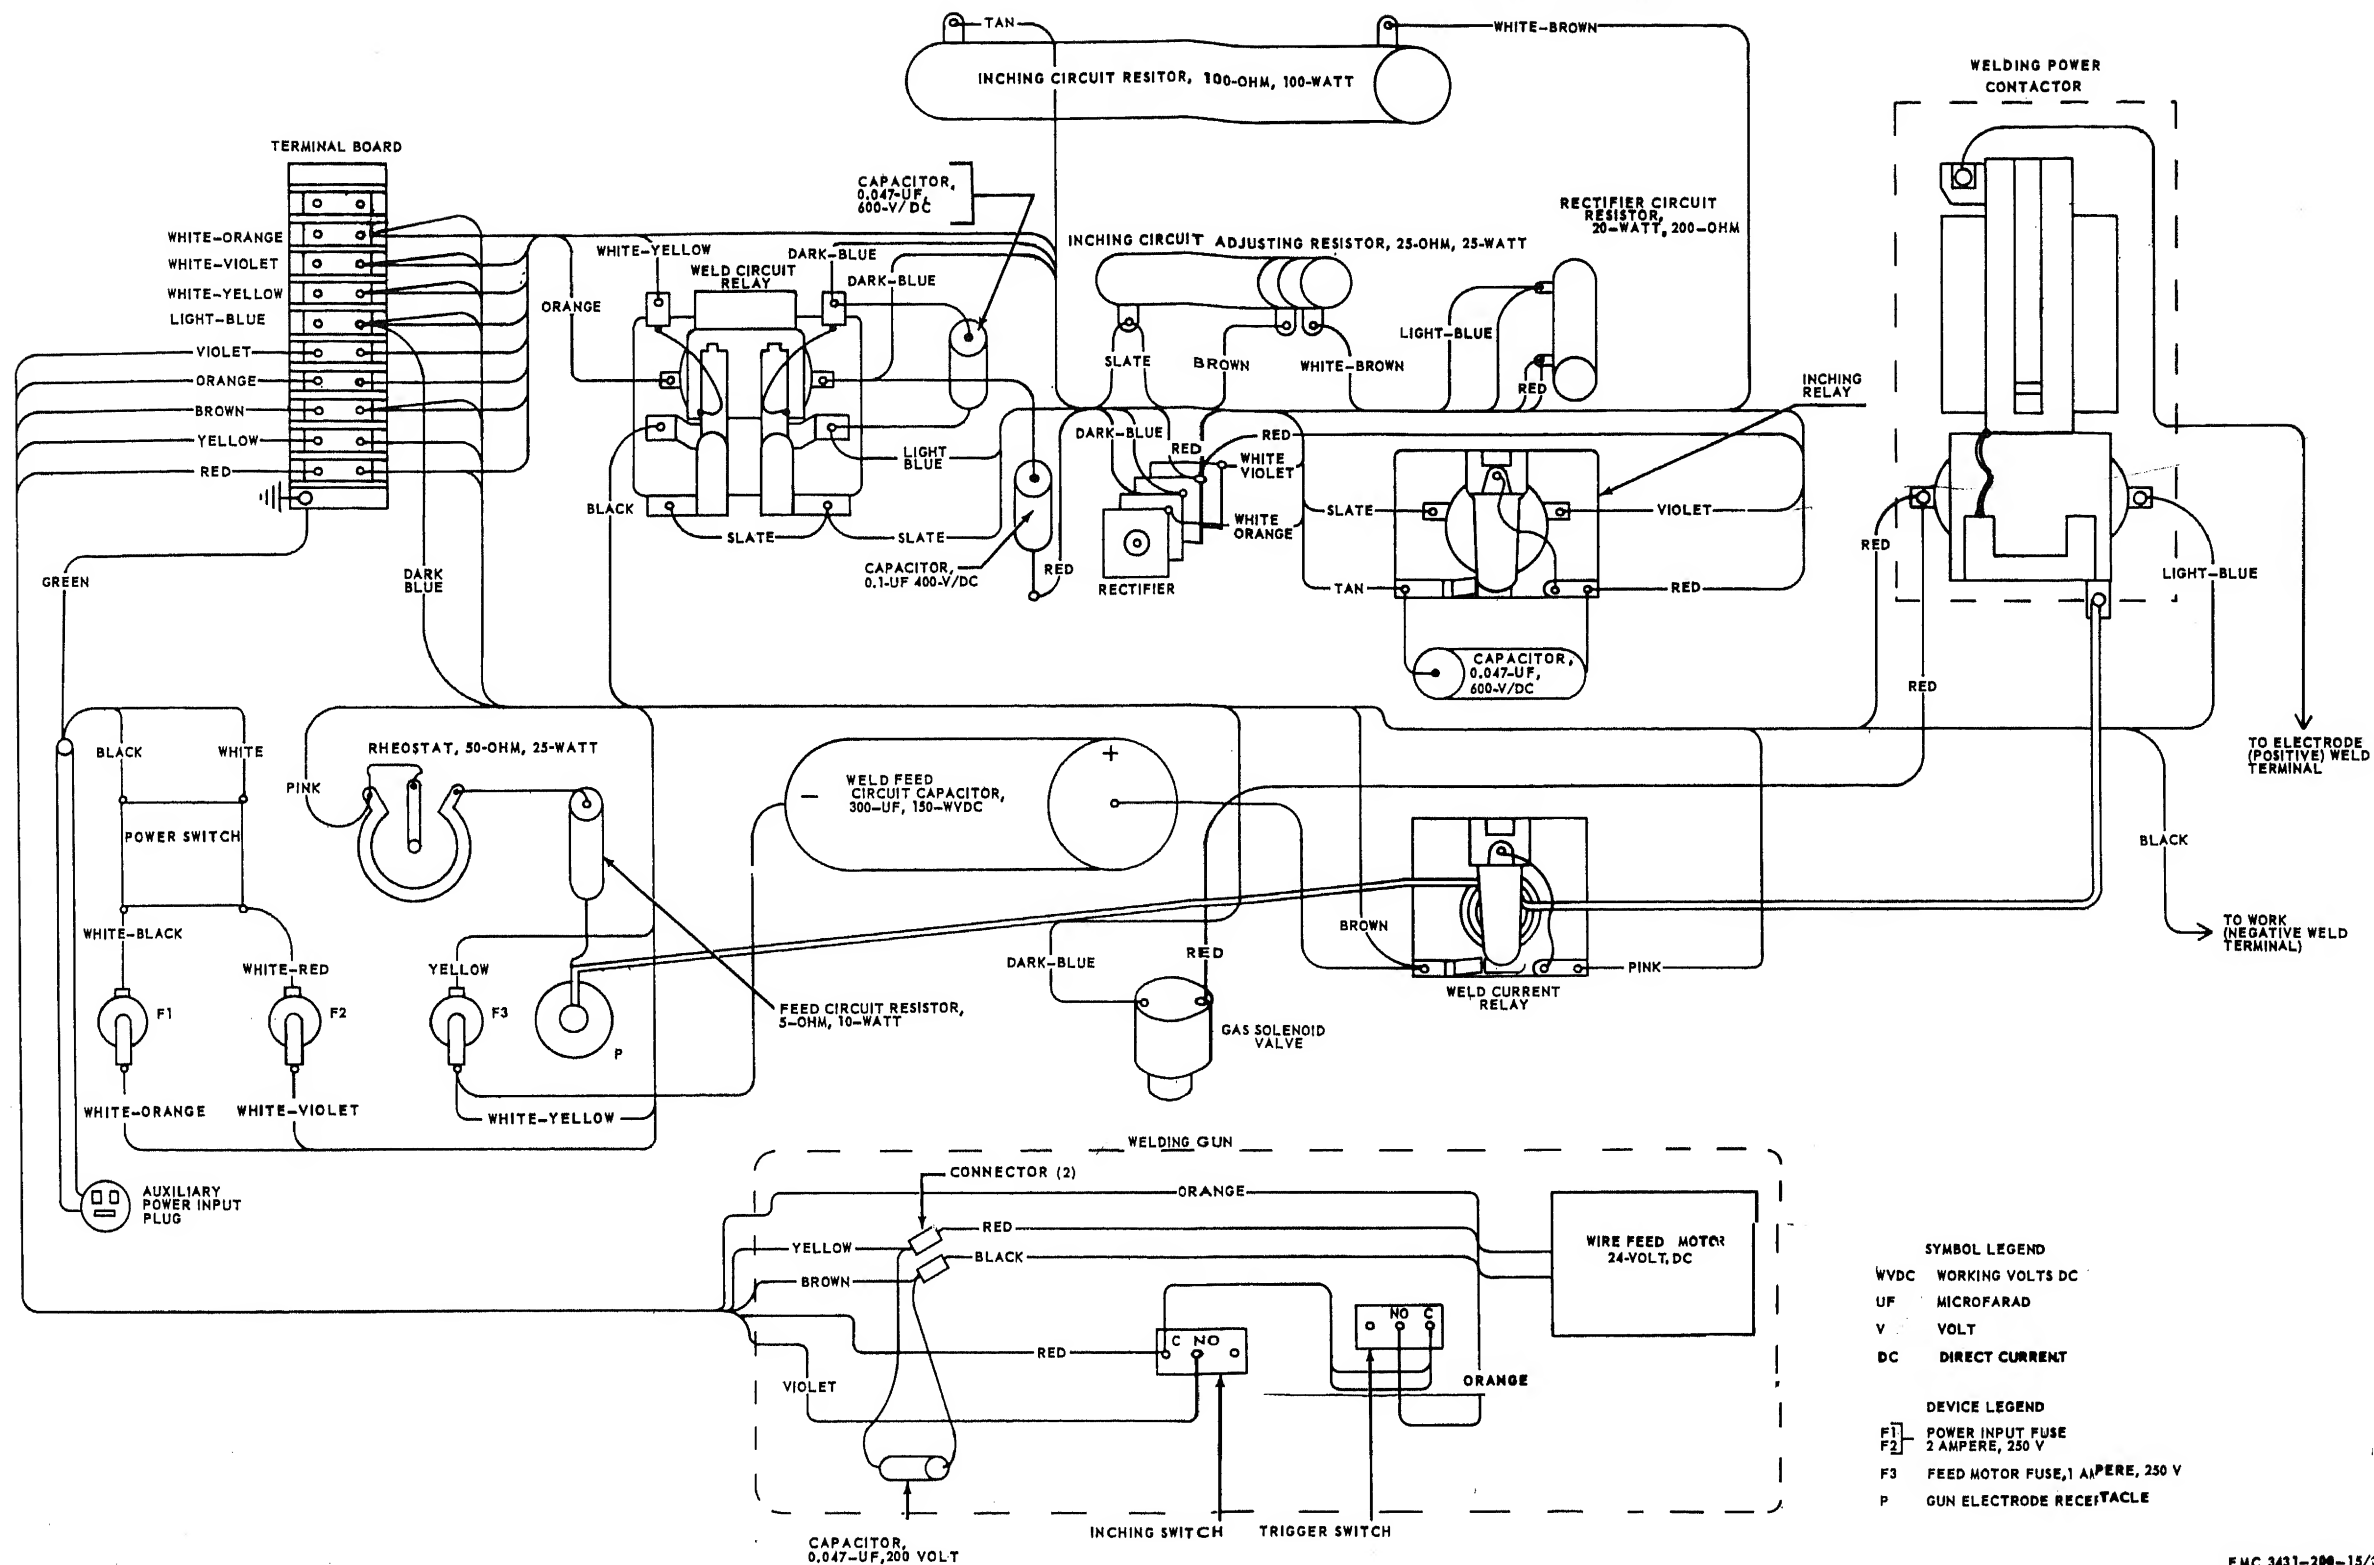 TAN
WHITE-BROWN
INCHING CIRCUIT RESITOR, 100-OHM, 100-WATT
WELDING POWER
CONTACTOR
TERMINAL BOARD
CAPACITOR,
0.047-UF,
600-V/DC
RECTIFIER CIRCUIT
RESISTOR,
20-WATT, 200-OHM
WHITE-ORANGE
WHITE-VIOLET
WHITE-YELLOW
LIGHT-BLUE
VIOLET
ORANGE
BROWN
YELLOW
RED
ORANGE
WHITE-YELLOW
WELD CIRCUIT
RELAY
DARK-BLUE
DARK-BLUE
INCHING CIRCUIT ADJUSTING RESISTOR, 25-OHM, 25-WATT
SLATE
BROWN
WHITE-BROWN
LIGHT-BLUE
RED
INCHING
RELAY
DARK-BLUE
RED
RED
WHITE
VIOLET
WHITE
ORANGE
LIGHT
BLUE
BLACK
SLATE
SLATE
CAPACITOR,
0.1-UF 400-V/DC
RED
RECTIFIER
SLATE
VIOLET
TAN
RED
CAPACITOR,
0.047-UF,
600-V/DC
RED
LIGHT-BLUE
RED
GREEN
DARK
BLUE
BLACK
WHITE
POWER SWITCH
PINK
RHEOSTAT, 50-OHM, 25-WATT
WELD FEED
CIRCUIT CAPACITOR,
300-UF, 150-WVDC
–
+
TO ELECTRODE
(POSITIVE) WELD
TERMINAL
BLACK
TO WORK
(NEGATIVE WELD
TERMINAL)
WHITE-BLACK
WHITE-RED
YELLOW
F1
F2
F3
P
FEED CIRCUIT RESISTOR,
5-OHM, 10-WATT
DARK-BLUE
RED
GAS SOLENOID
VALVE
BROWN
PINK
WELD CURRENT
RELAY
WHITE-ORANGE
WHITE-VIOLET
WHITE-YELLOW
AUXILIARY
POWER INPUT
PLUG
WELDING GUN
CONNECTOR (2)
ORANGE
RED
YELLOW
BLACK
BROWN
RED
VIOLET
C NO
NO C
ORANGE
WIRE FEED MOTOR
24-VOLT, DC
CAPACITOR,
0.047-UF,200 VOLT
INCHING SWITCH
TRIGGER SWITCH
SYMBOL LEGEND
WVDC WORKING VOLTS DC
UF MICROFARAD
V VOLT
DC DIRECT CURRENT
DEVICE LEGEND
F1
F2
POWER INPUT FUSE
2 AMPERE, 250 V
F3 FEED MOTOR FUSE,1 AMPERE, 250 V
P GUN ELECTRODE RECEPTACLE
EMC 3431-200-15/